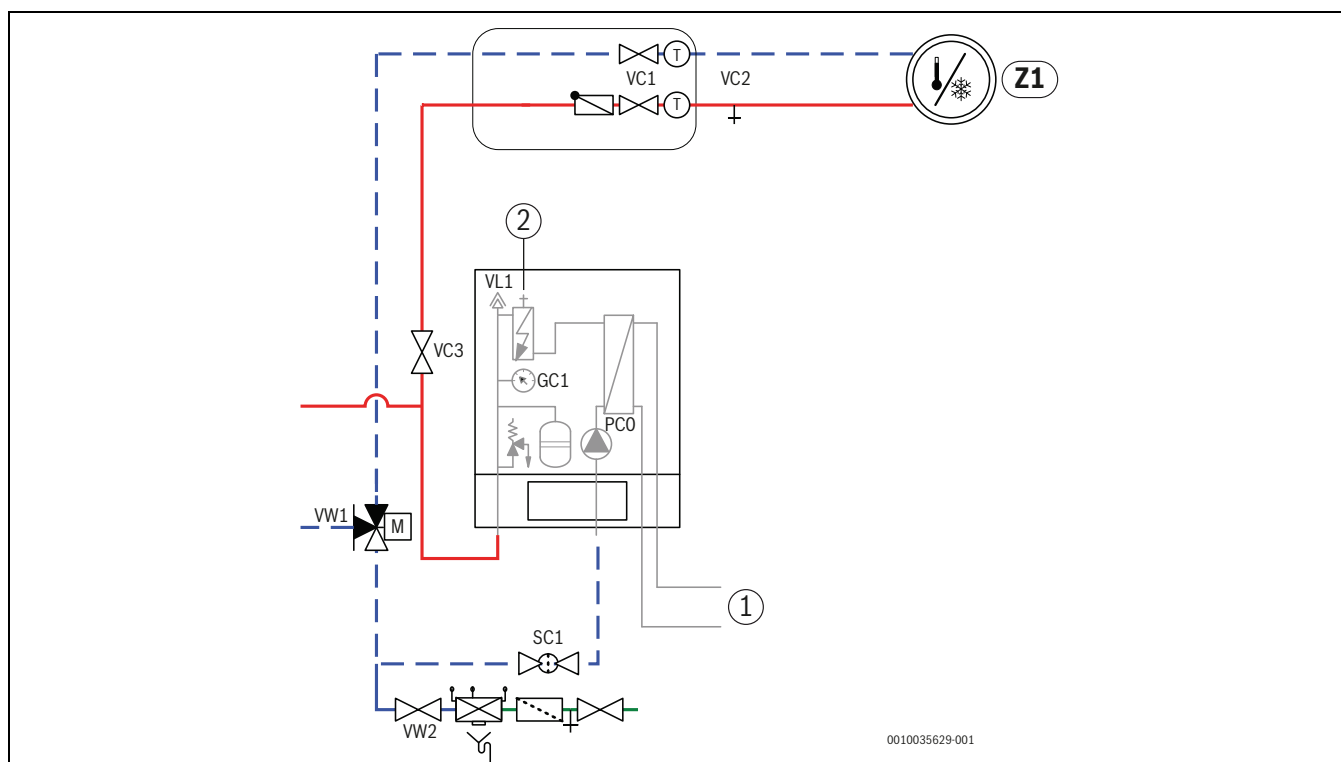 T
VC1
VC2
T
Z1
2
VL1
VC3
GC1
PC0
VW1
M
1
SC1
VW2
0010035629-001